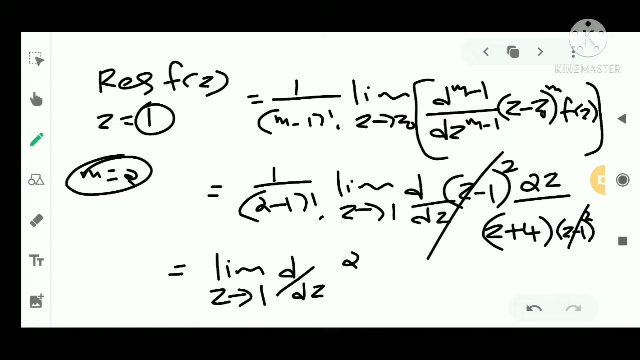 KINEMASTER
Res f(z)
z = 1
= 1/(m-1)! lim z→z₀ [d^(m-1)/dz^(m-1) (z-z₀)^m f(z)]
m = 2
= 1/(2-1)! lim z→1 d/dz (z-1)² 2z/((z+4)(z-1)²)
= lim z→1 d/dz 2
Tт